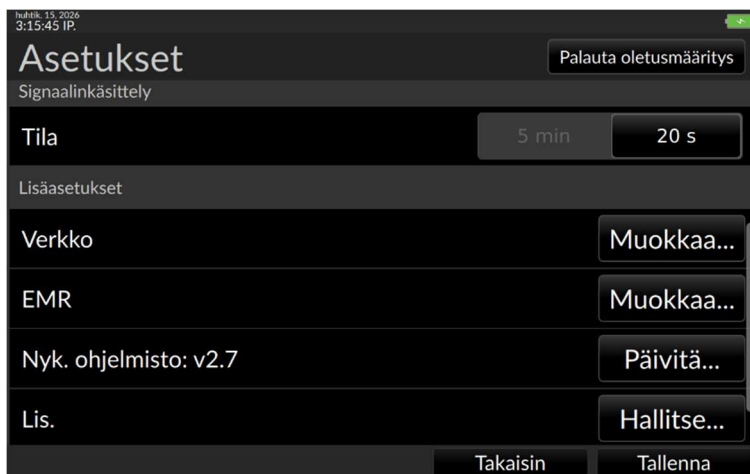 huhtik. 15, 2026
3:15:45 IP.
Asetukset
Palauta oletusmääritys
Signaalinkäsittely
Tila
5 min
20 s
Lisäasetukset
Verkko
Muokkaa...
EMR
Muokkaa...
Nyk. ohjelmisto: v2.7
Päivitä...
Lis.
Hallitse...
Takaisin
Tallenna